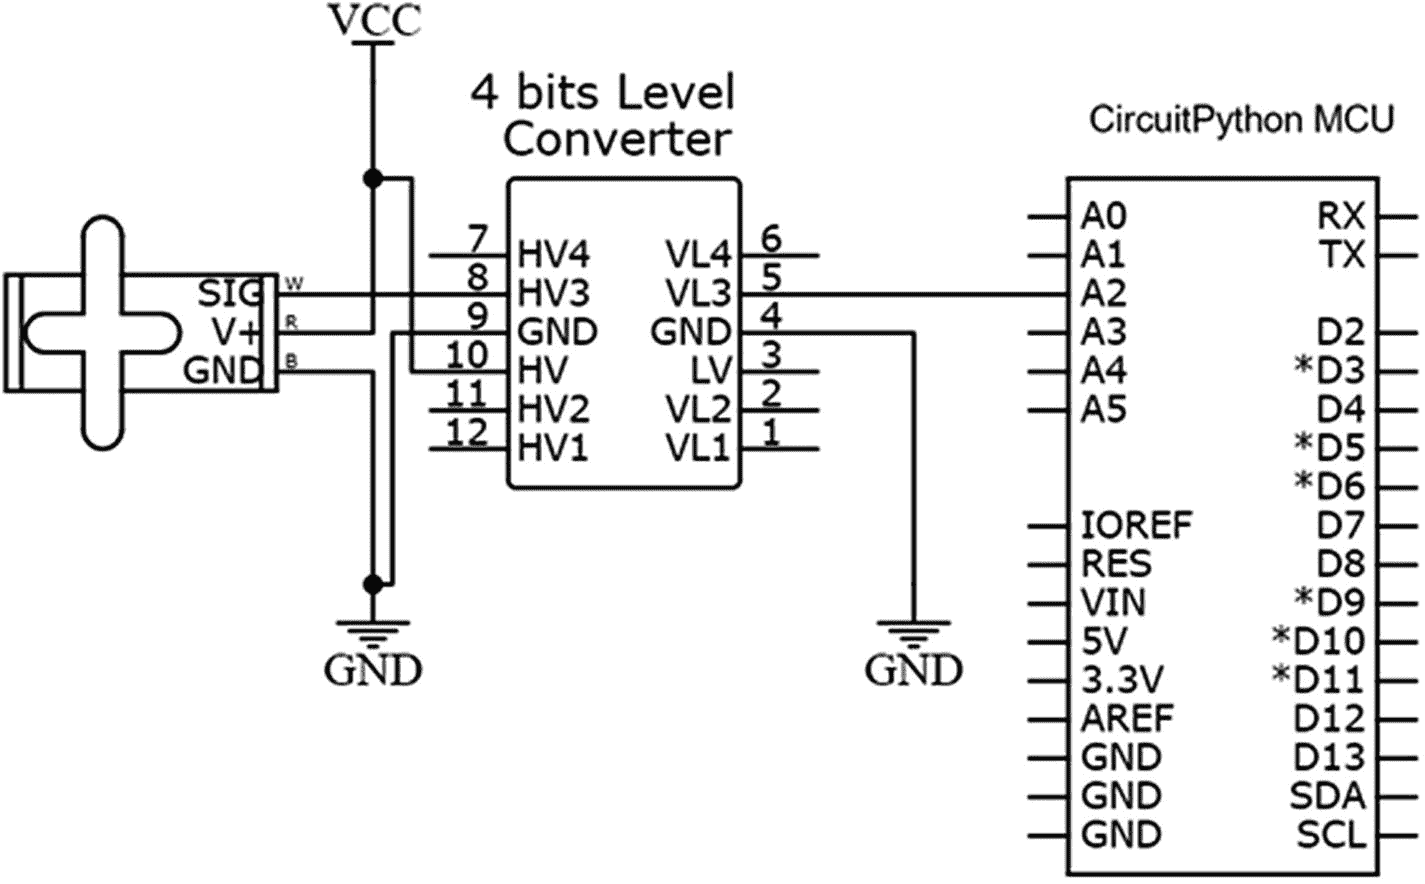 VCC
4 bits Level
Converter
CircuitPython MCU
SIG W
V+ R
GND B
7 HV4 VL4 6
8 HV3 VL3 5
9 GND GND 4
10 HV LV 3
11 HV2 VL2 2
12 HV1 VL1 1
GND
GND
A0 RX
A1 TX
A2
A3 D2
A4 *D3
A5 D4
*D5
*D6
IOREF D7
RES D8
VIN *D9
5V *D10
3.3V *D11
AREF D12
GND D13
GND SDA
GND SCL